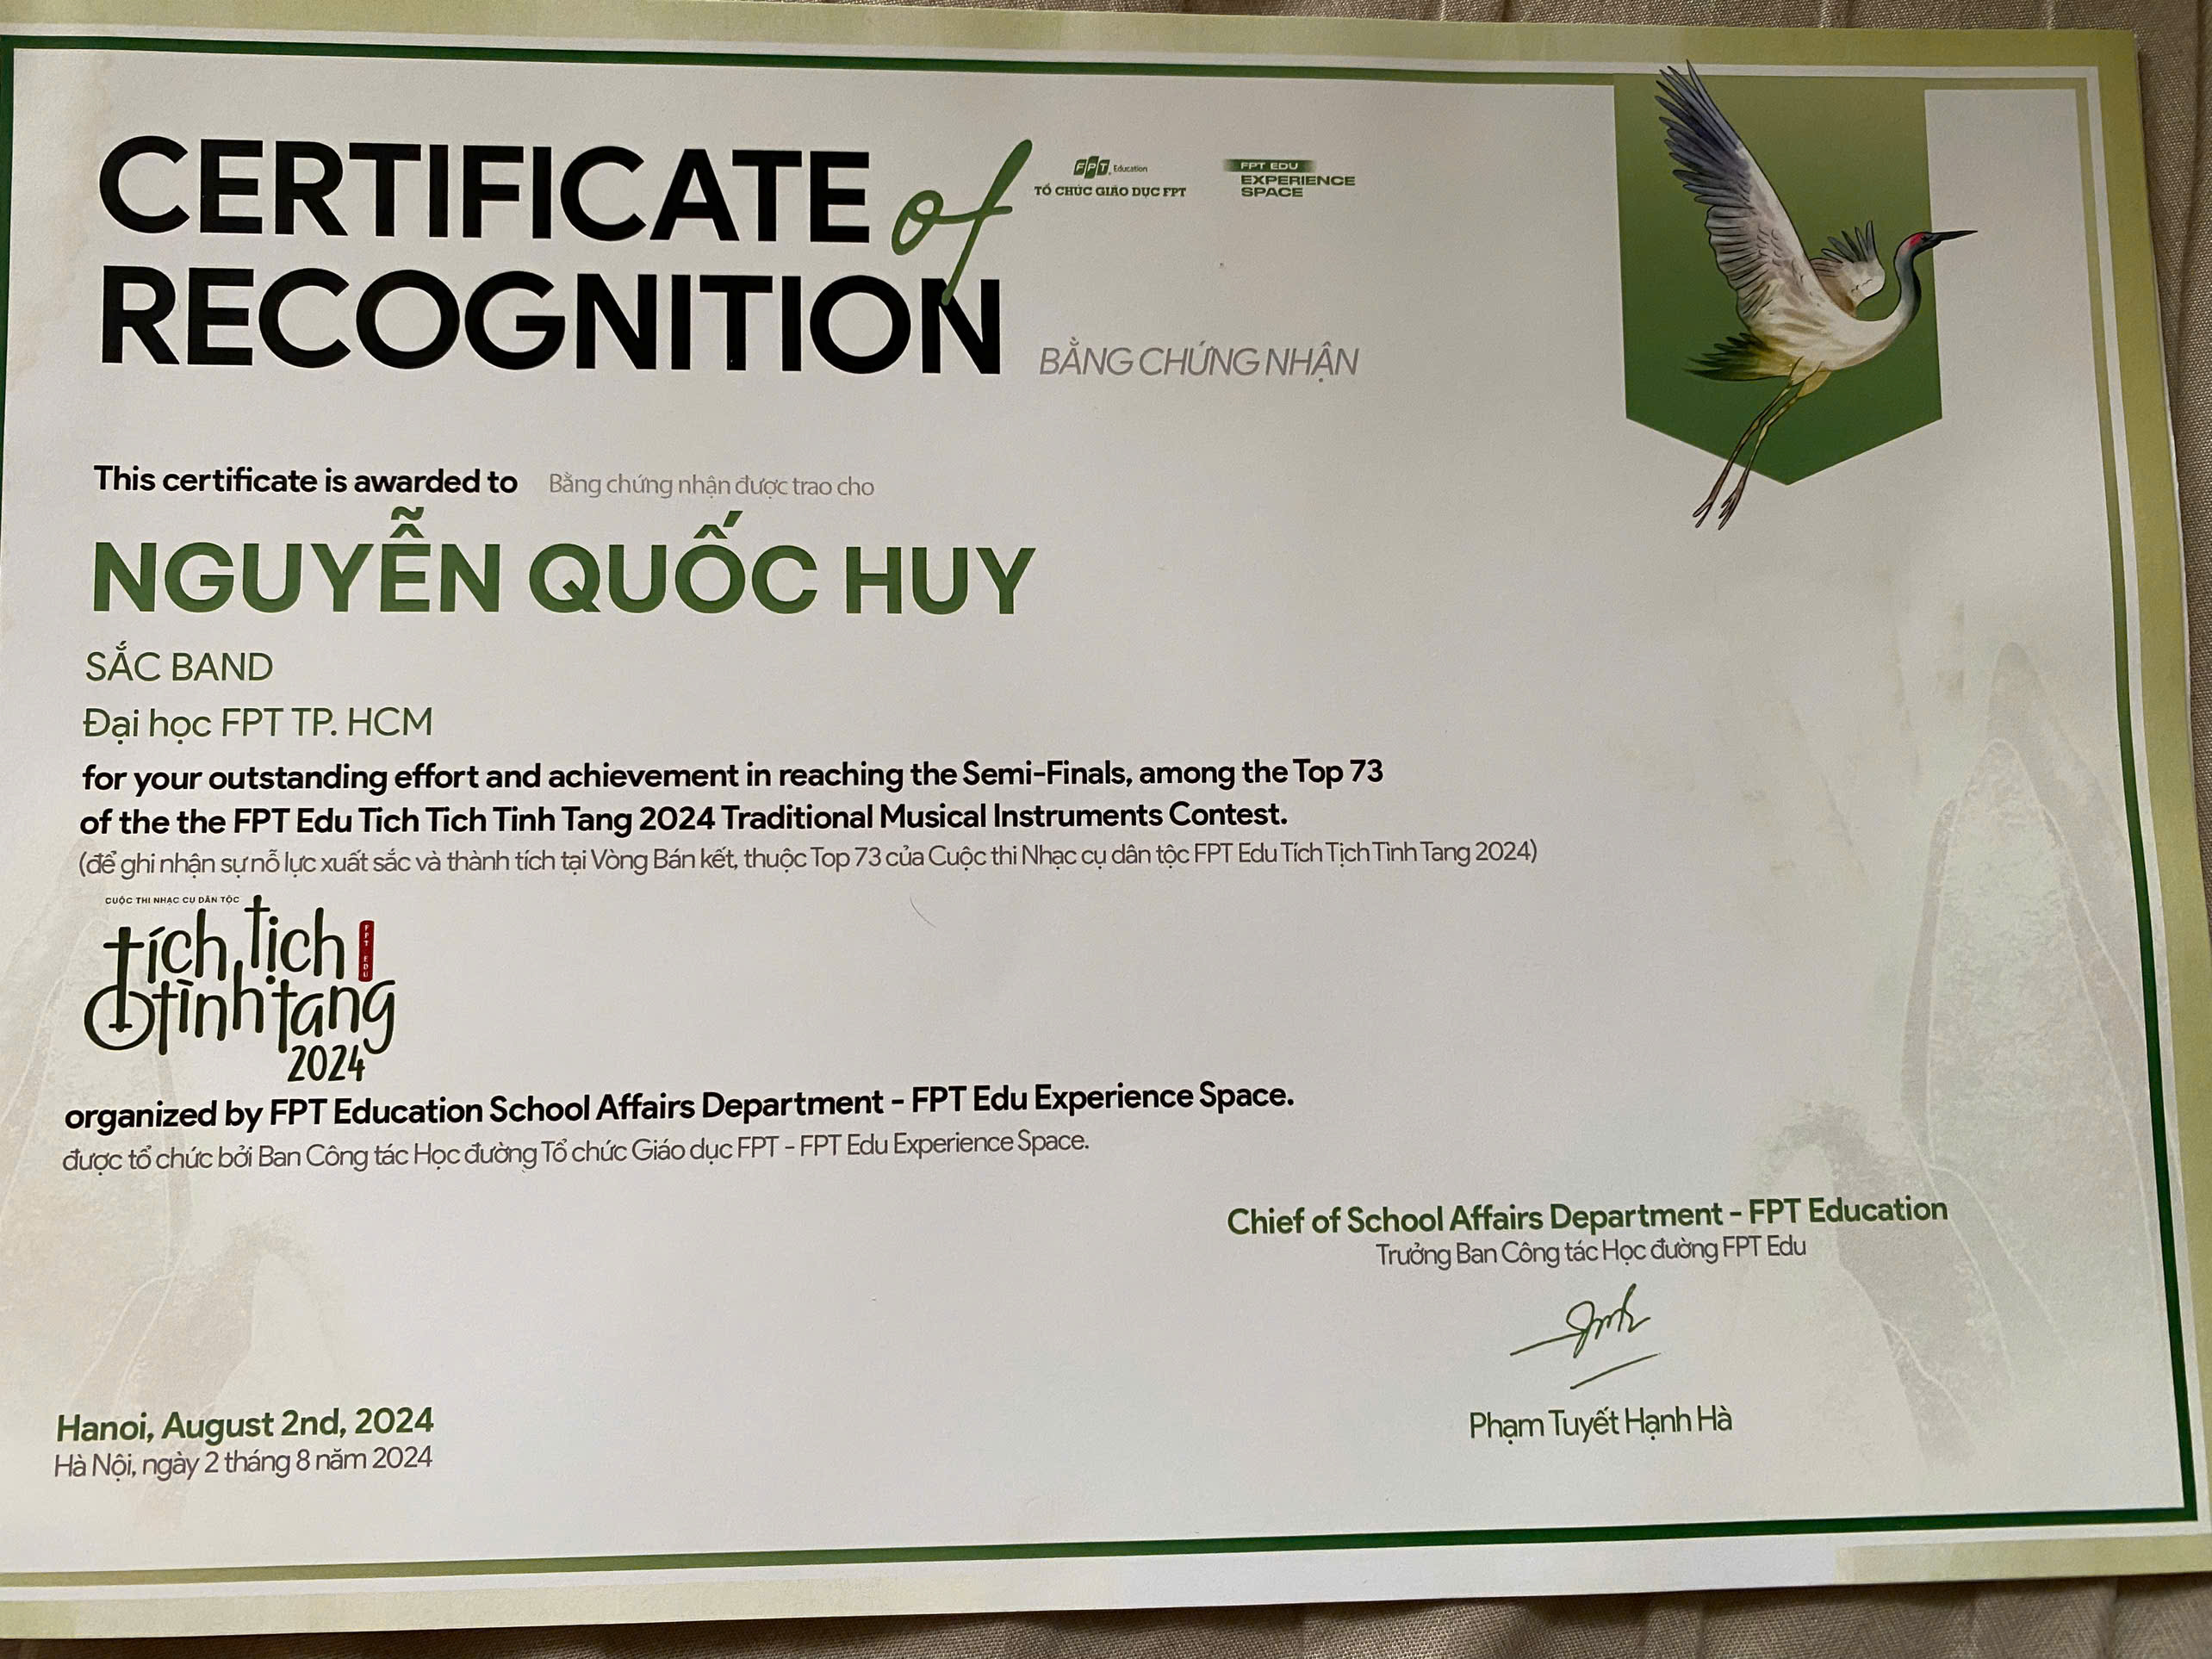 CERTIFICATE of
RECOGNITION
FPT Education
TỔ CHỨC GIÁO DỤC FPT
FPT EDU
EXPERIENCE
SPACE
BẰNG CHỨNG NHẬN
This certificate is awarded to Bằng chứng nhận được trao cho
NGUYỄN QUỐC HUY
SẮC BAND
Đại học FPT TP. HCM
for your outstanding effort and achievement in reaching the Semi-Finals, among the Top 73
of the the FPT Edu Tich Tich Tinh Tang 2024 Traditional Musical Instruments Contest.
(để ghi nhận sự nỗ lực xuất sắc và thành tích tại Vòng Bán kết, thuộc Top 73 của Cuộc thi Nhạc cụ dân tộc FPT Edu Tích Tịch Tình Tang 2024)
CUỘC THI NHẠC CỤ DÂN TỘC
tích tịch
FPT EDU
tình tang
2024
organized by FPT Education School Affairs Department - FPT Edu Experience Space.
được tổ chức bởi Ban Công tác Học đường Tổ chức Giáo dục FPT - FPT Edu Experience Space.
Chief of School Affairs Department - FPT Education
Trưởng Ban Công tác Học đường FPT Edu
Phạm Tuyết Hạnh Hà
Hanoi, August 2nd, 2024
Hà Nội, ngày 2 tháng 8 năm 2024